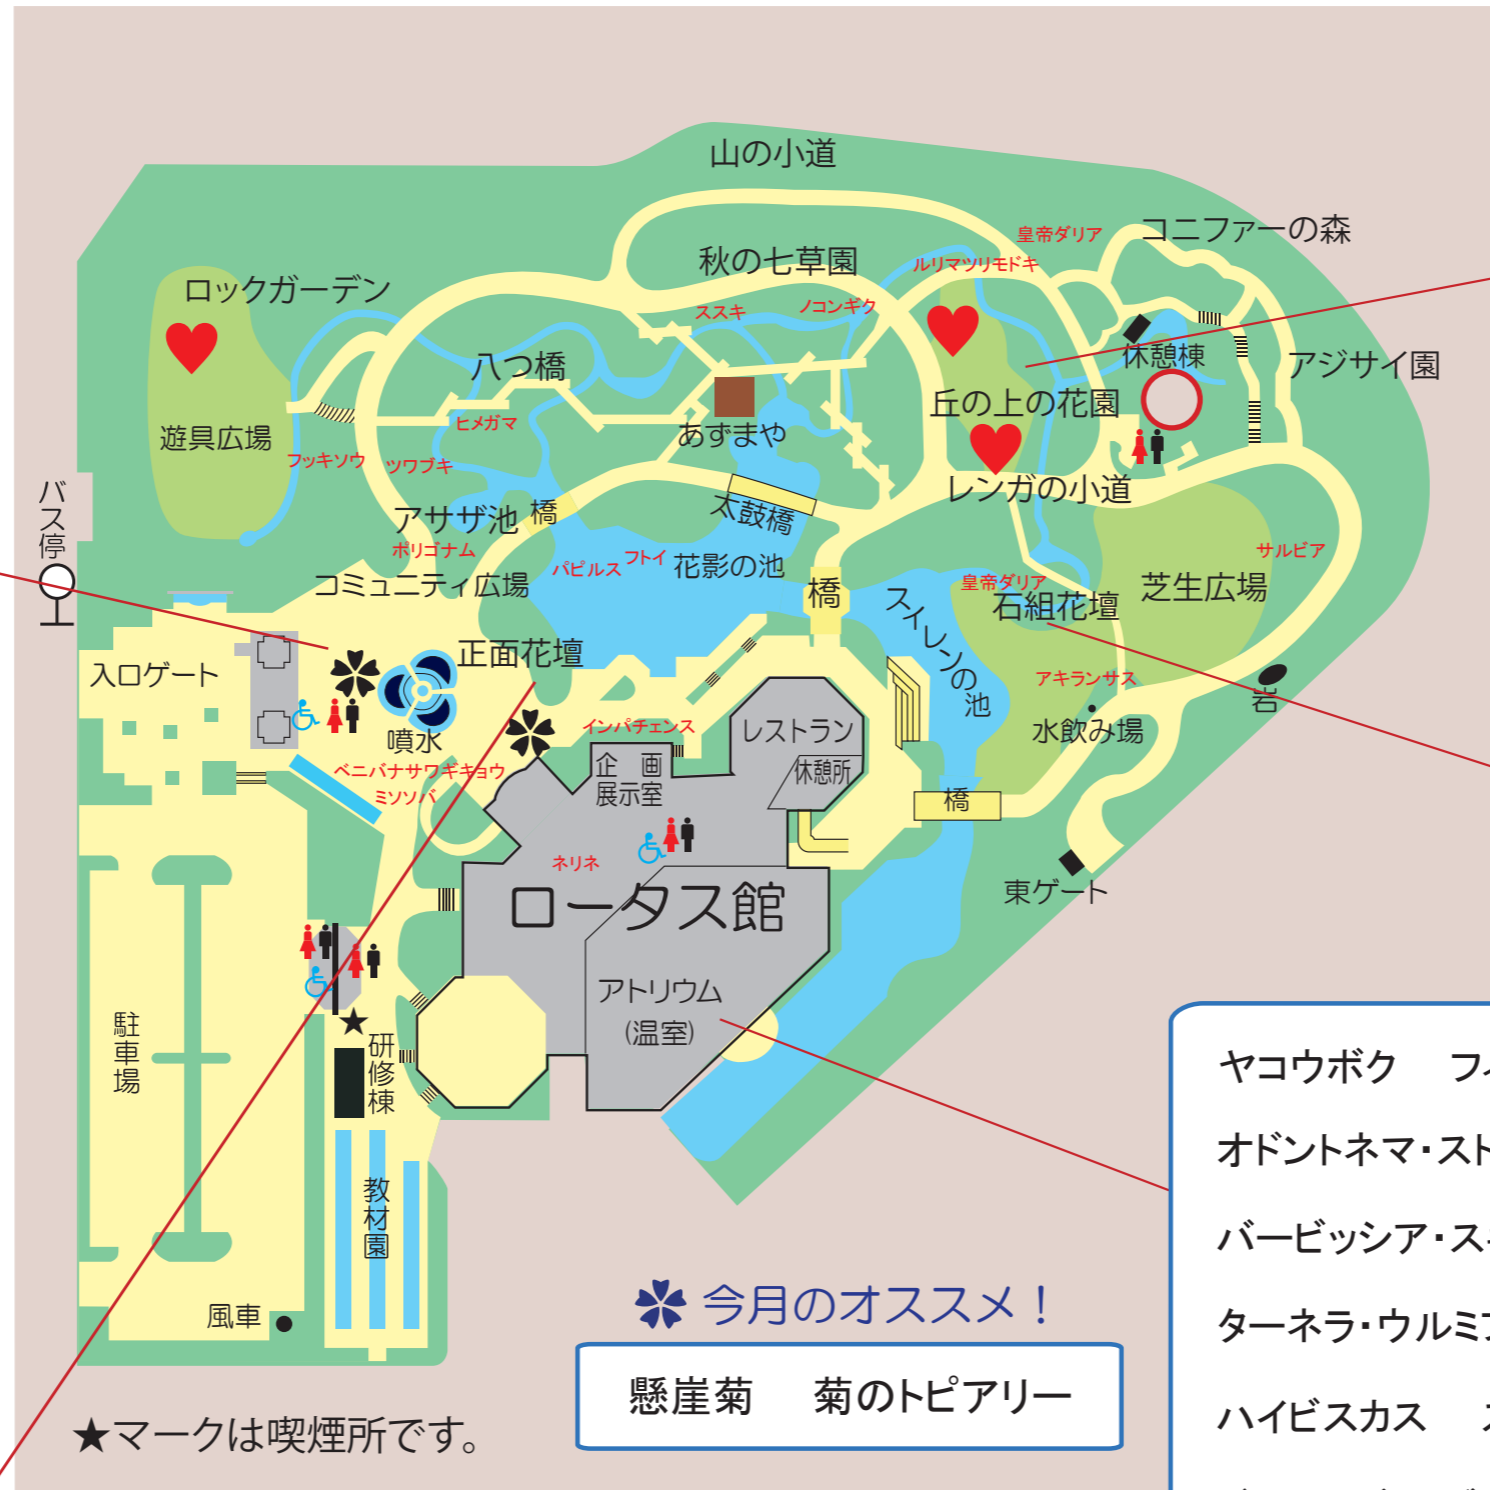 山の小道
皇帝ダリア
コニファーの森
秋の七草園
ルリマツリモドキ
ロックガーデン
ススキ
ノコンギク
八つ橋
休憩棟
アジサイ園
丘の上の花園
ヒメガマ
あずまや
遊具広場
フッキソウ
ツワブキ
レンガの小道
バス停
アサザ池
橋
太鼓橋
ポリゴナム
フトイ
花影の池
サルビア
コミュニティ広場
パピルス
橋
皇帝ダリア
石組花壇
芝生広場
スイレンの池
正面花壇
入口ゲート
アキランサス
岩
インパチェンス
レストラン
水飲み場
噴水
企画
展示室
休憩所
ベニバナサワギキョウ
ミソソバ
橋
ネリネ
ロータス館
東ゲート
アトリウム
(温室)
駐車場
研修棟
教材園
風車
ヤコウボク
オドントネマ・スト
バービッシア・ス
ターネラ・ウルミフ
ハイビスカス
今月のオススメ！
懸崖菊 菊のトピアリー
★マークは喫煙所です。